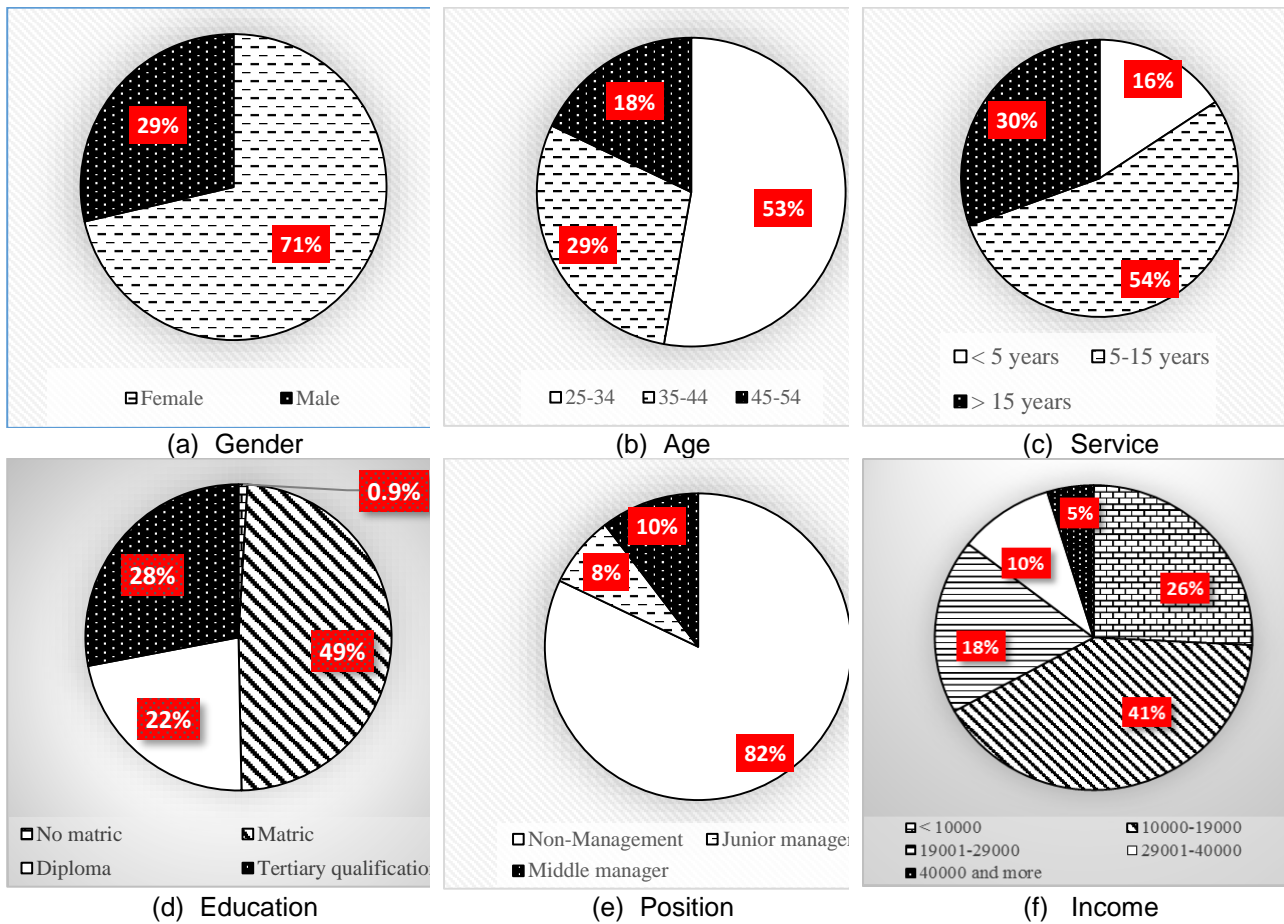 29%
71%
Female Male
(a) Gender
18%
53%
29%
25-34 35-44 45-54
(b) Age
16%
30%
54%
< 5 years 5-15 years
> 15 years
(c) Service
0.9%
28%
49%
22%
No matric Matric
Diploma Tertiary qualificatio
(d) Education
10%
8%
82%
Non-Management Junior manage
Middle manager
(e) Position
5%
10%
26%
18%
41%
< 10000 10000-19000
19001-29000 29001-40000
40000 and more
(f) Income